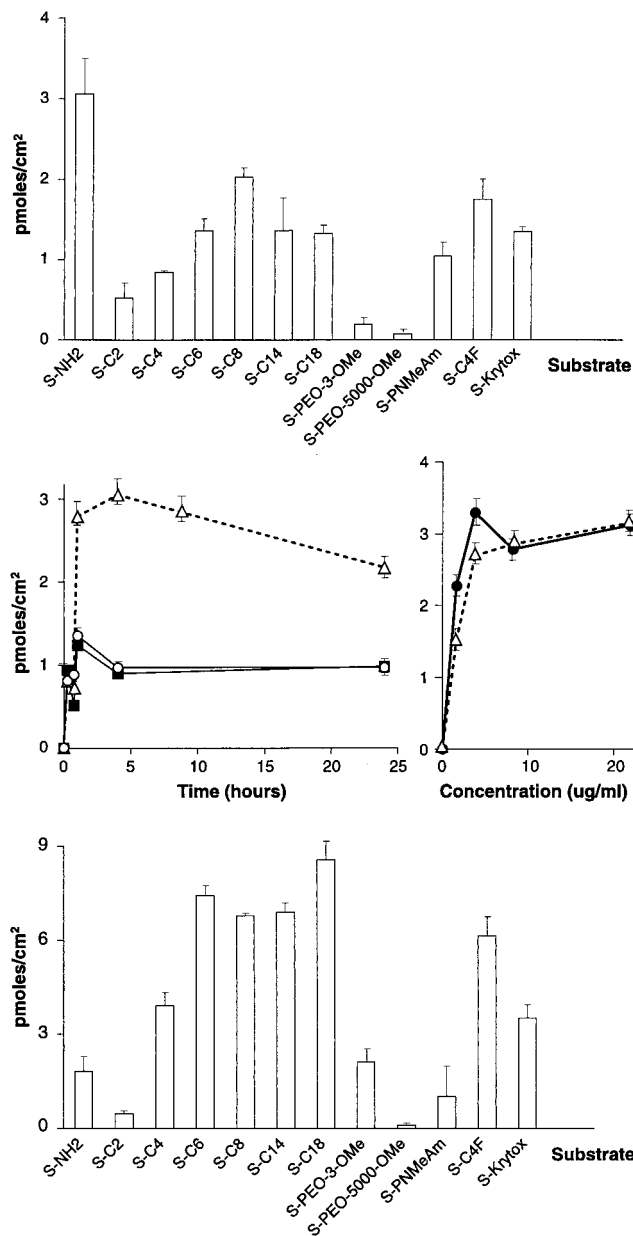 4
3
2
1
0
pmoles/cm²
S-NH2
S-C2
S-C4
S-C6
S-C8
S-C14
S-C18
S-PEO-3-OMe
S-PEO-5000-OMe
S-PNMeAm
S-C4F
S-Krytox
Substrate
3
2
1
0
pmoles/cm²
0 5 10 15 20 25
Time (hours)
4
3
2
1
0
0 10 20
Concentration (ug/ml)
9
6
3
0
pmoles/cm²
S-NH2
S-C2
S-C4
S-C6
S-C8
S-C14
S-C18
S-PEO-3-OMe
S-PEO-5000-OMe
S-PNMeAm
S-C4F
S-Krytox
Substrate